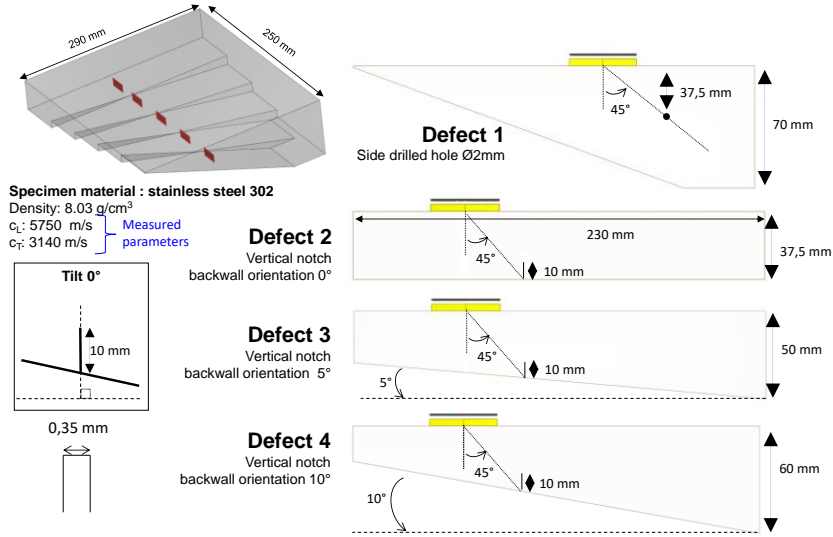 290 mm
250 mm
Specimen material : stainless steel 302
Density: 8.03 g/cm³
c_L: 5750 m/s
c_T: 3140 m/s
Measured
parameters
Tilt 0°
10 mm
0,35 mm
45°
37,5 mm
70 mm
Defect 1
Side drilled hole Ø2mm
230 mm
Defect 2
Vertical notch
backwall orientation 0°
45°
10 mm
37,5 mm
Defect 3
Vertical notch
backwall orientation 5°
45°
10 mm
50 mm
5°
Defect 4
Vertical notch
backwall orientation 10°
45°
10 mm
60 mm
10°